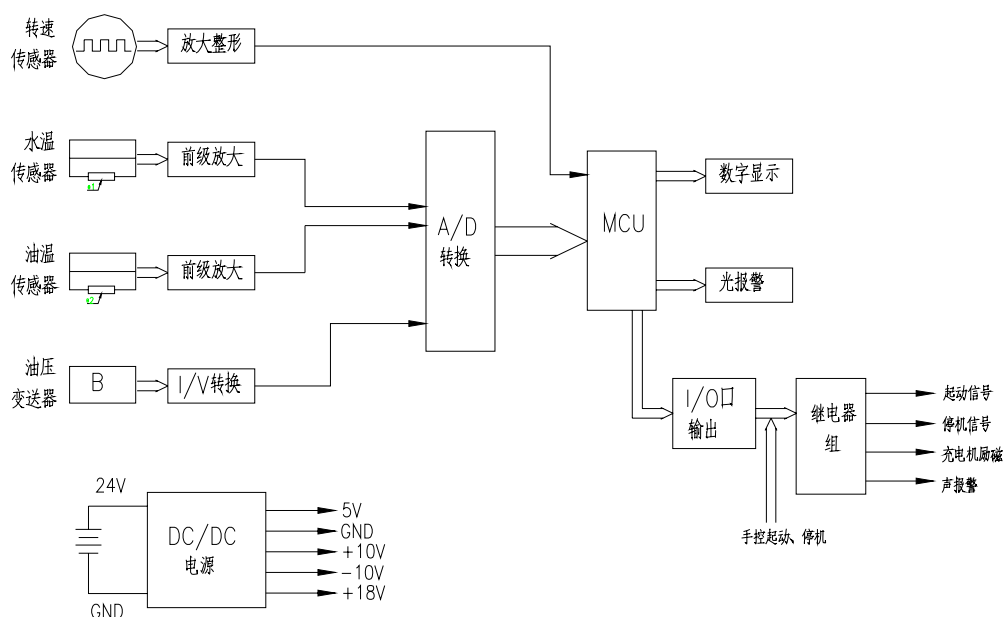 转速
传感器
放大整形
水温
传感器
前级放大
a1
油温
传感器
前级放大
a2
油压
变送器
B
I/V转换
A/D
转换
MCU
数字显示
光报警
I/O口
输出
继电器
组
起动信号
停机信号
充电机励磁
声报警
手控起动、停机
24V
GND
DC/DC
电源
5V
GND
+10V
-10V
+18V